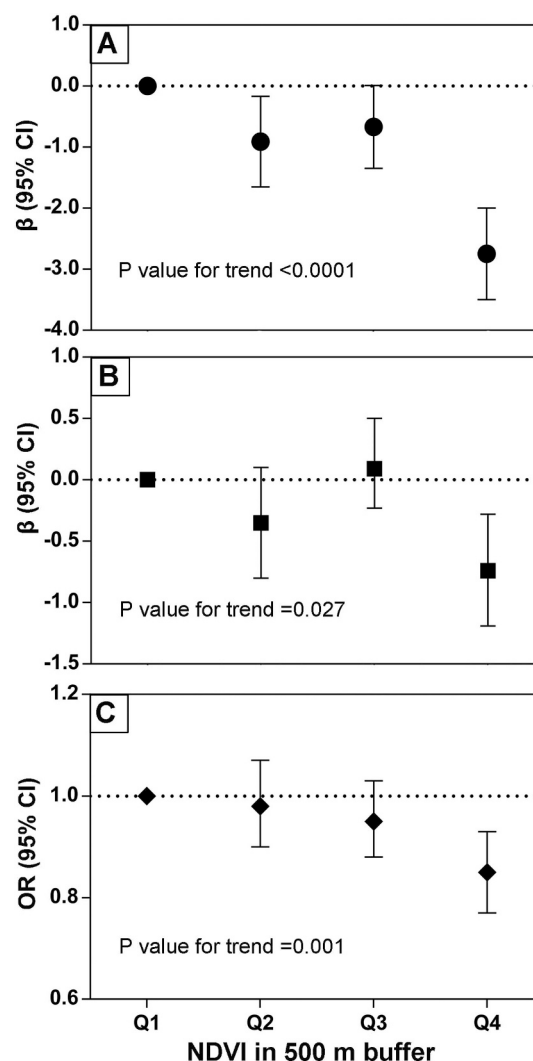 A
1.0
0.0
-1.0
-2.0
-3.0
-4.0
β (95% CI)
P value for trend <0.0001
B
1.0
0.5
0.0
-0.5
-1.0
-1.5
β (95% CI)
P value for trend =0.027
C
1.2
1.0
0.8
0.6
OR (95% CI)
P value for trend =0.001
Q1 Q2 Q3 Q4
NDVI in 500 m buffer